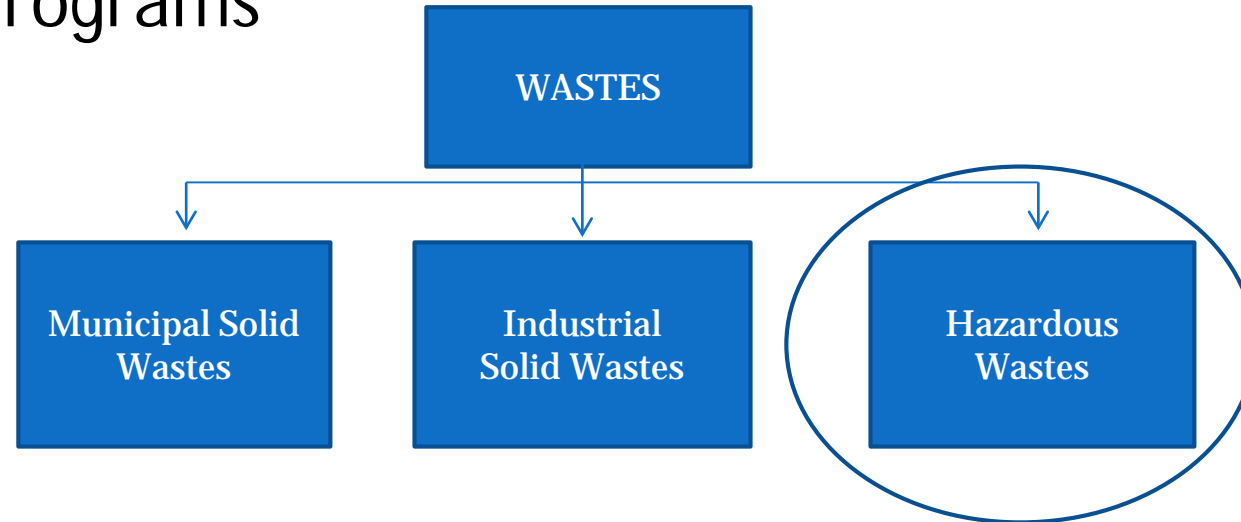 rograms
WASTES
Municipal Solid
Wastes
Industrial
Solid Wastes
Hazardous
Wastes